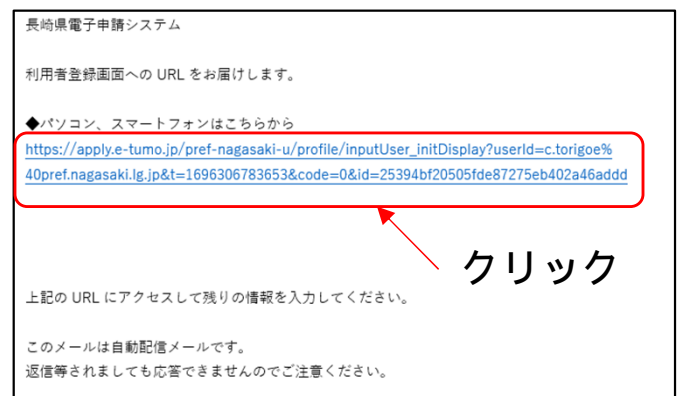 長崎県電子申請システム
利用者登録画面への URL をお届けします。
◆パソコン、スマートフォンはこちらから
https://apply.e-tumo.jp/pref-nagasaki-u/profile/inputUser_initDisplay?userId=c.torigoe%
40pref.nagasaki.lg.jp&t=1696306783653&code=0&id=25394bf20505fde87275eb402a46addd
クリック
上記の URL にアクセスして残りの情報を入力してください。
このメールは自動配信メールです。
返信等されましても応答できませんのでご注意ください。